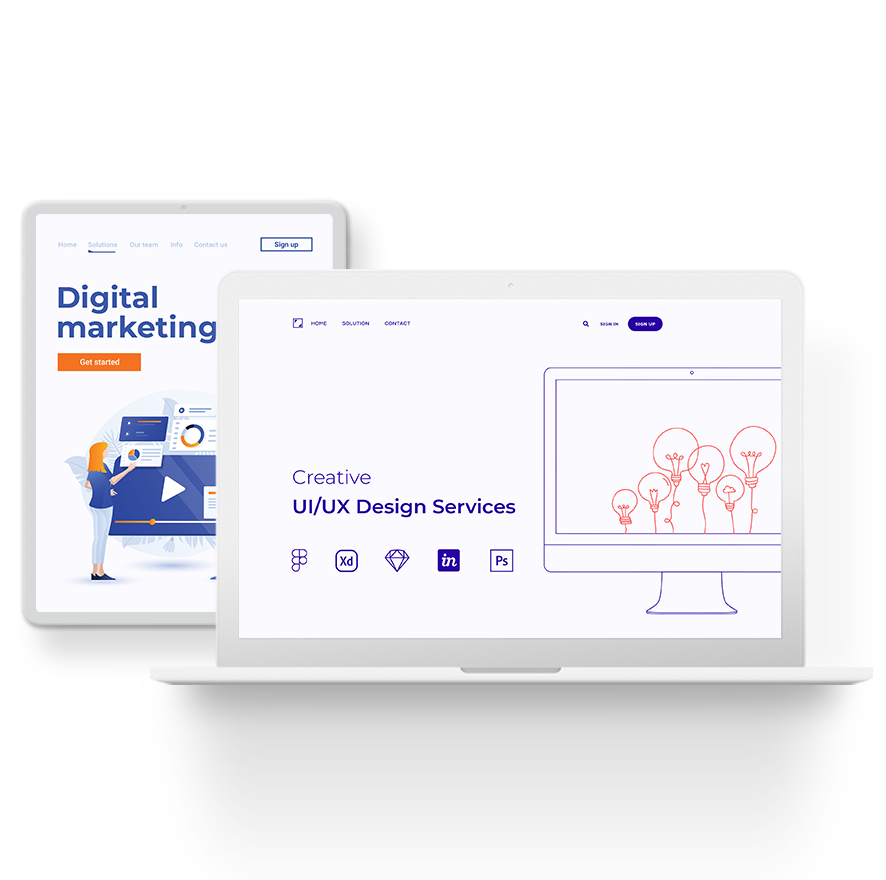 Home Solutions Our team Info Contact us Sign up
Digital
marketing
Get started
HOME SOLUTION CONTACT SIGN IN SIGN UP
Creative
UI/UX Design Services
Xd in Ps